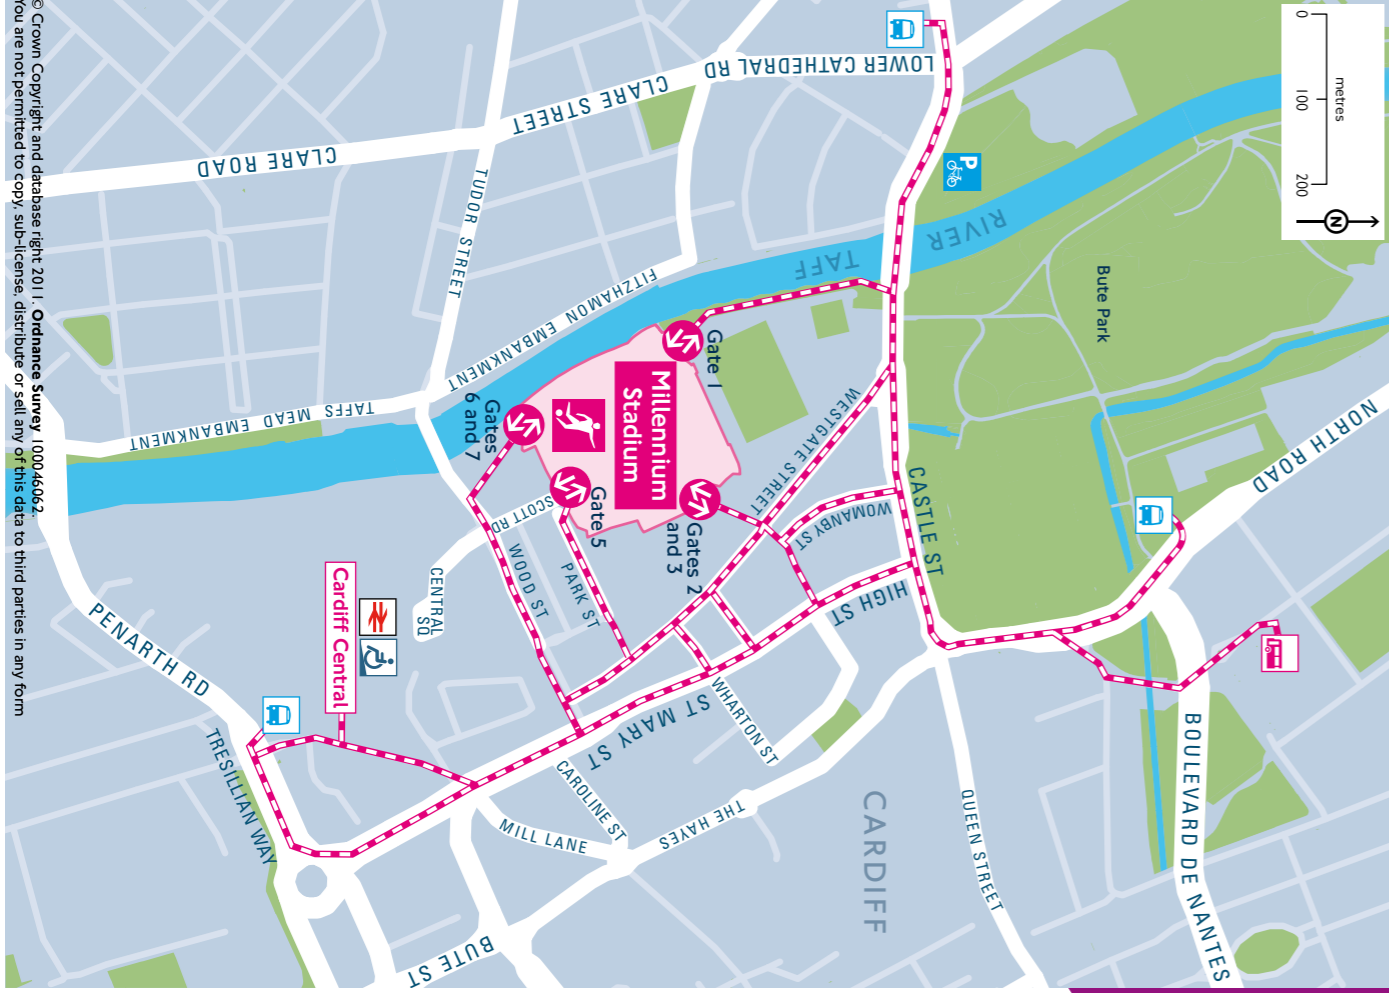 0
100
200
metres
N
LOWER CATHEDRAL RD
CLARE STREET
CLARE ROAD
TUDOR STREET
P
RIVER
TAFF
Bute Park
FITZHAMON EMBANKMENT
TAFFS MEAD EMBANKMENT
NORTH ROAD
Gate 1
Millennium
Stadium
Gates
6 and 7
Gate 5
Gates 2
and 3
WESTGATE STREET
WOMANBY ST
CASTLE ST
HIGH ST
SCOTT RD
WOOD ST
PARK ST
CENTRAL
SQ
Cardiff Central
PENARTH RD
TRESILLIAN WAY
ST MARY ST
WHARTON ST
CAROLINE ST
MILL LANE
THE HAYES
CARDIFF
QUEEN STREET
BOULEVARD DE NANTES
BUTE ST
© Crown Copyright and database right 2011. Ordnance Survey 100046062.
You are not permitted to copy, sub-license, distribute or sell any of this data to third parties in any form